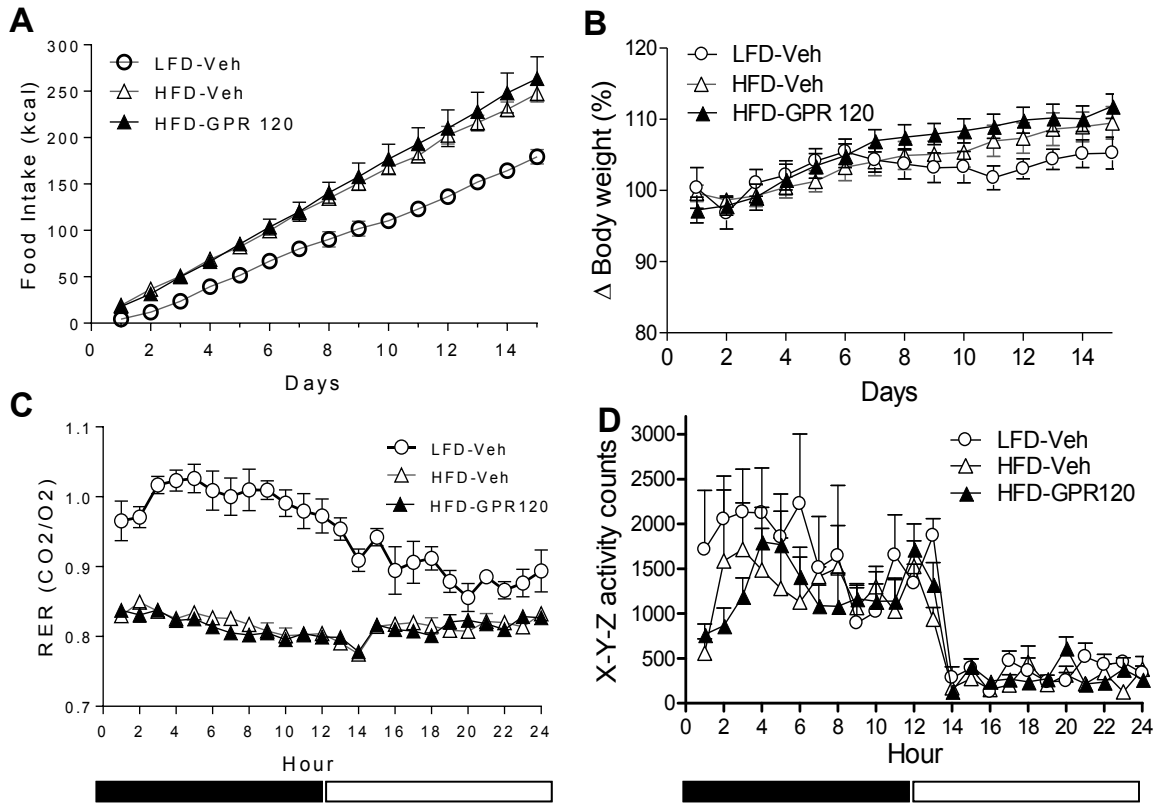 A
Food Intake (kcal)
300
250
200
150
100
50
0
LFD-Veh
HFD-Veh
HFD-GPR 120
0 2 4 6 8 10 12 14
Days
B
Δ Body weight (%)
120
110
100
90
80
LFD-Veh
HFD-Veh
HFD-GPR 120
0 2 4 6 8 10 12 14
Days
C
RER (CO2/O2)
1.1
1.0
0.9
0.8
0.7
LFD-Veh
HFD-Veh
HFD-GPR120
0 2 4 6 8 10 12 14 16 18 20 22 24
Hour
D
X-Y-Z activity counts
3000
2500
2000
1500
1000
500
0
LFD-Veh
HFD-Veh
HFD-GPR120
0 2 4 6 8 10 12 14 16 18 20 22 24
Hour